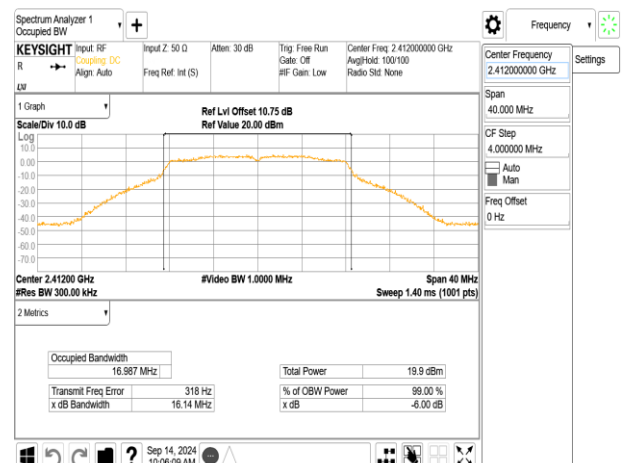 Spectrum Analyzer 1
Occupied BW
Frequency
KEYSIGHT Input: RF Input Z: 50 Ω Atten: 30 dB Trig: Free Run Center Freq: 2.412000000 GHz
R Coupling: DC Gate: Off Avg|Hold: 100/100
Align: Auto Freq Ref: Int (S) #IF Gain: Low Radio Std: None
LXI
Center Frequency
2.412000000 GHz
Settings
Span
40.000 MHz
CF Step
4.000000 MHz
Auto
Man
Freq Offset
0 Hz
1 Graph
Ref Lvl Offset 10.75 dB
Scale/Div 10.0 dB Ref Value 20.00 dBm
Log
10.0
0.00
-10.0
-20.0
-30.0
-40.0
-50.0
-60.0
-70.0
Center 2.41200 GHz #Video BW 1.0000 MHz Span 40 MHz
#Res BW 300.00 kHz Sweep 1.40 ms (1001 pts)
2 Metrics
Occupied Bandwidth
16.987 MHz Total Power 19.9 dBm
Transmit Freq Error 318 Hz % of OBW Power 99.00 %
x dB Bandwidth 16.14 MHz x dB -6.00 dB
? Sep 14, 2024
10:06:09 AM